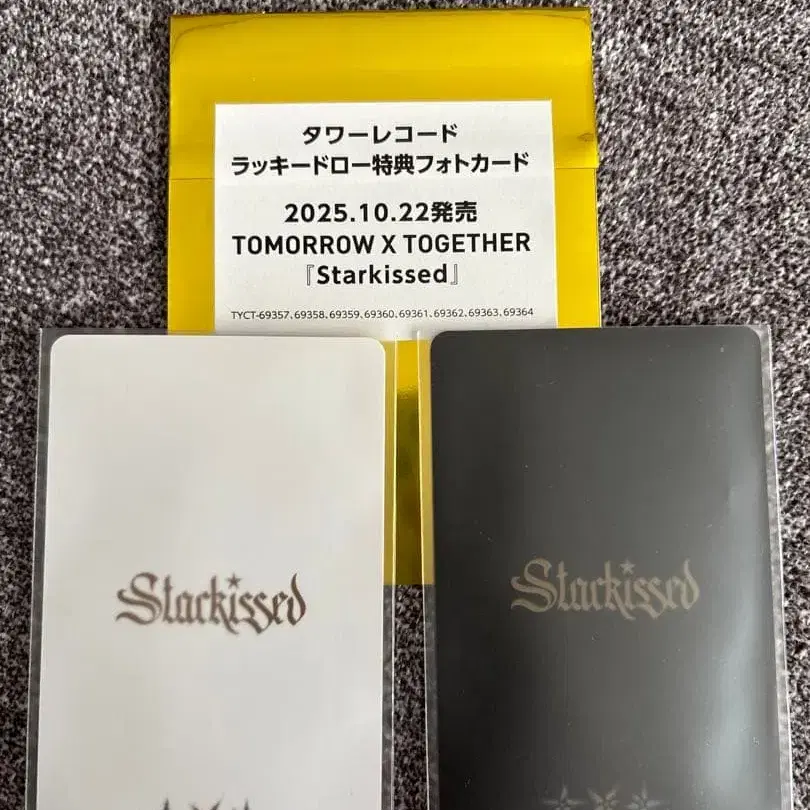 タワーレコード
ラッキードロー特典フォトカード
2025.10.22発売
TOMORROW X TOGETHER
『Starkissed』
TYCT-69357、69358、69359、69360、69361、69362、69363、69364
Starkissed
Starkissed